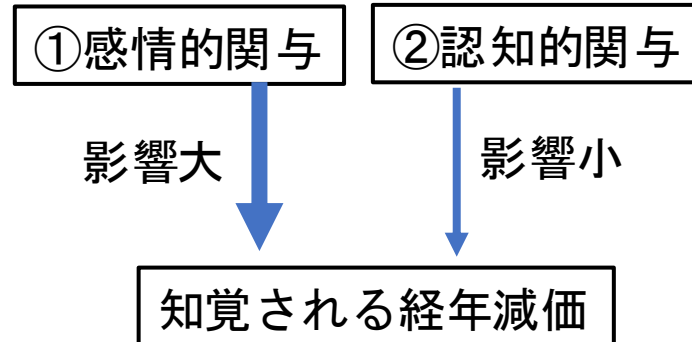 ①感情的関与
②認知的関与
影響大
影響小
知覚される経年減価